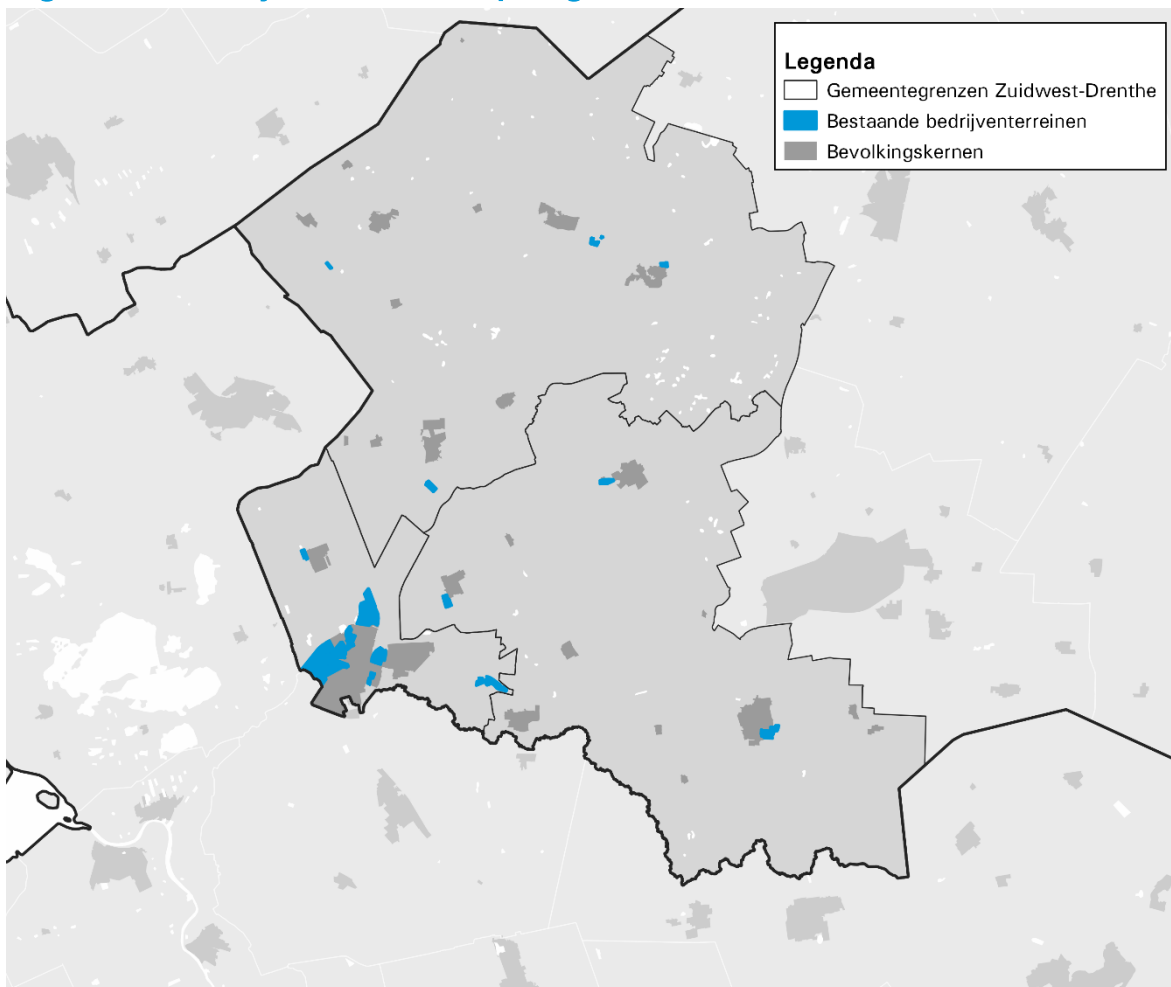 Legenda
Gemeentegrenzen Zuidwest-Drenthe
Bestaande bedrijventerreinen
Bevolkingskernen